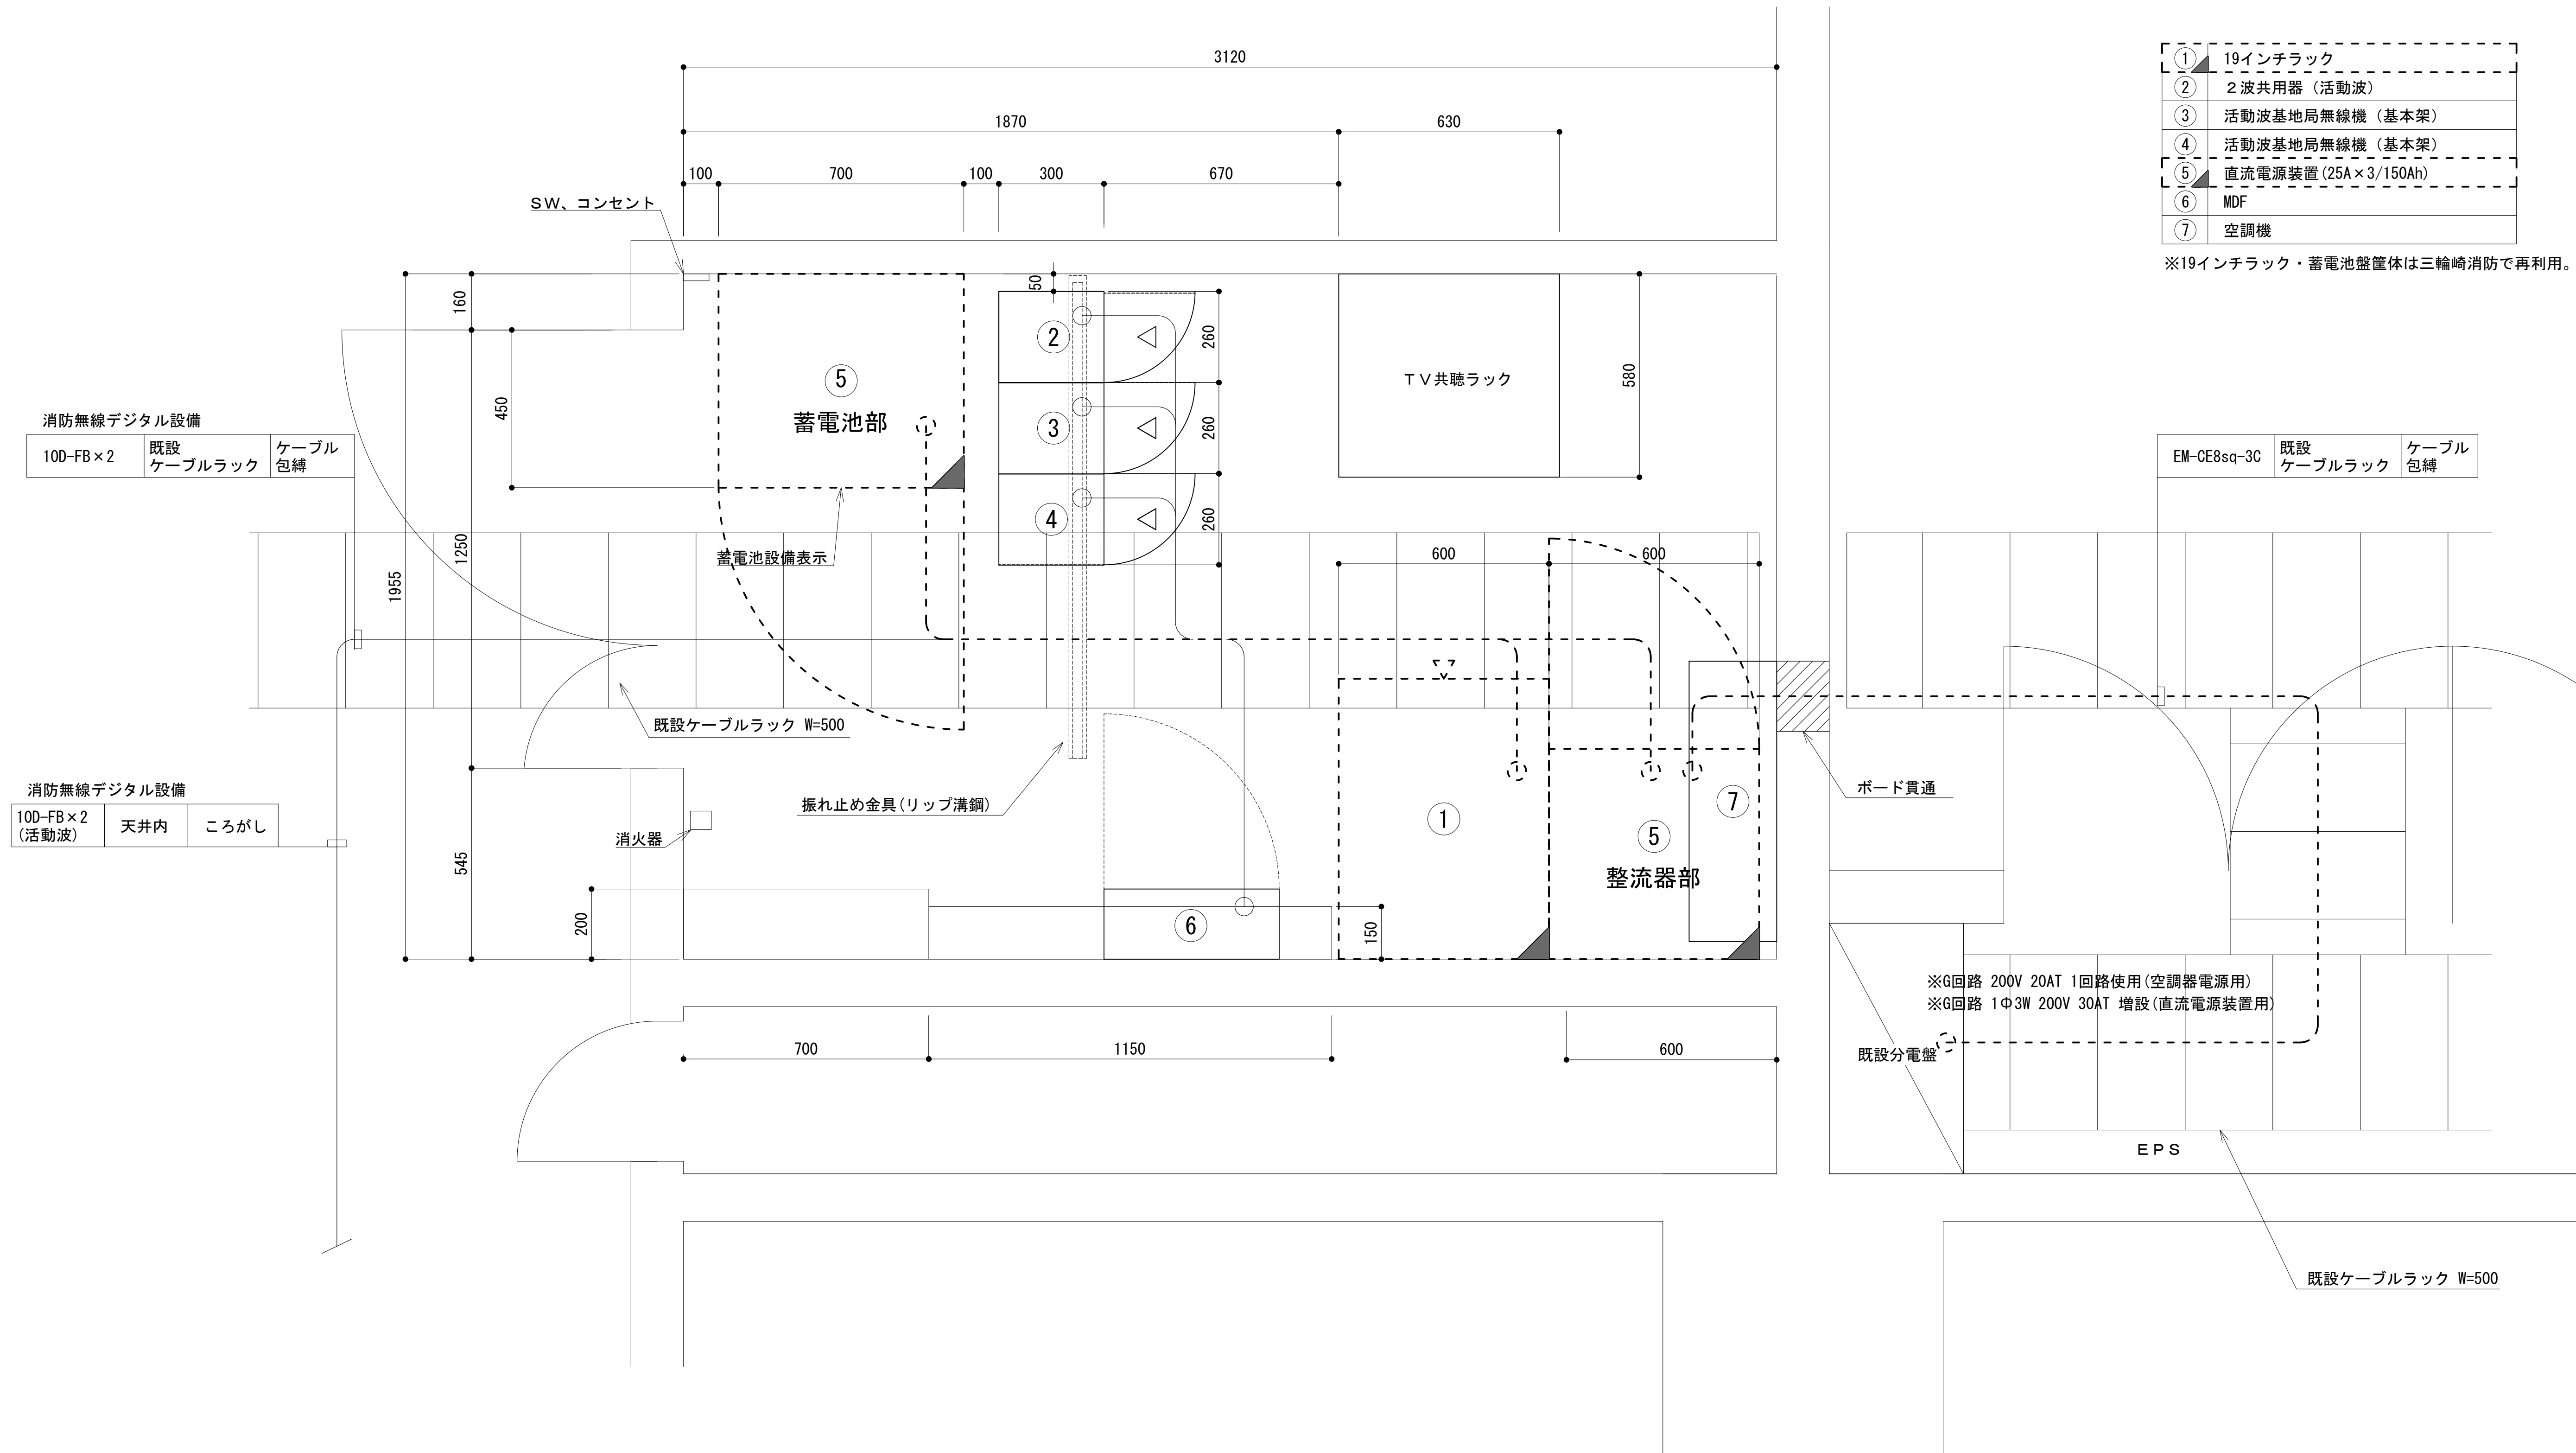 3120
1870
630
100
700
100
300
670
SW、コンセント
① 19インチラック
② 2波共用器（活動波）
③ 活動波基地局無線機（基本架）
④ 活動波基地局無線機（基本架）
⑤ 直流電源装置(25A×3/150Ah)
⑥ MDF
⑦ 空調機
※19インチラック・蓄電池盤筐体は三輪崎消防で再利用。
160
50
②
260
⑤
蓄電池部
450
TV共聴ラック
580
③
260
消防無線デジタル設備
10D-FB×2
既設
ケーブルラック
ケーブル
包縛
EM-CE8sq-3C
既設
ケーブルラック
ケーブル
包縛
④
260
1250
1955
蓄電池設備表示
600
600
既設ケーブルラック W=500
消防無線デジタル設備
10D-FB×2
(活動波)
天井内
ころがし
振れ止め金具(リップ溝鋼)
消火器
①
⑦
⑤
整流器部
ボード貫通
545
200
⑥
150
※G回路 200V 20AT 1回路使用(空調器電源用)
※G回路 1Φ3W 200V 30AT 増設(直流電源装置用)
700
1150
600
既設分電盤
EPS
既設ケーブルラック W=500